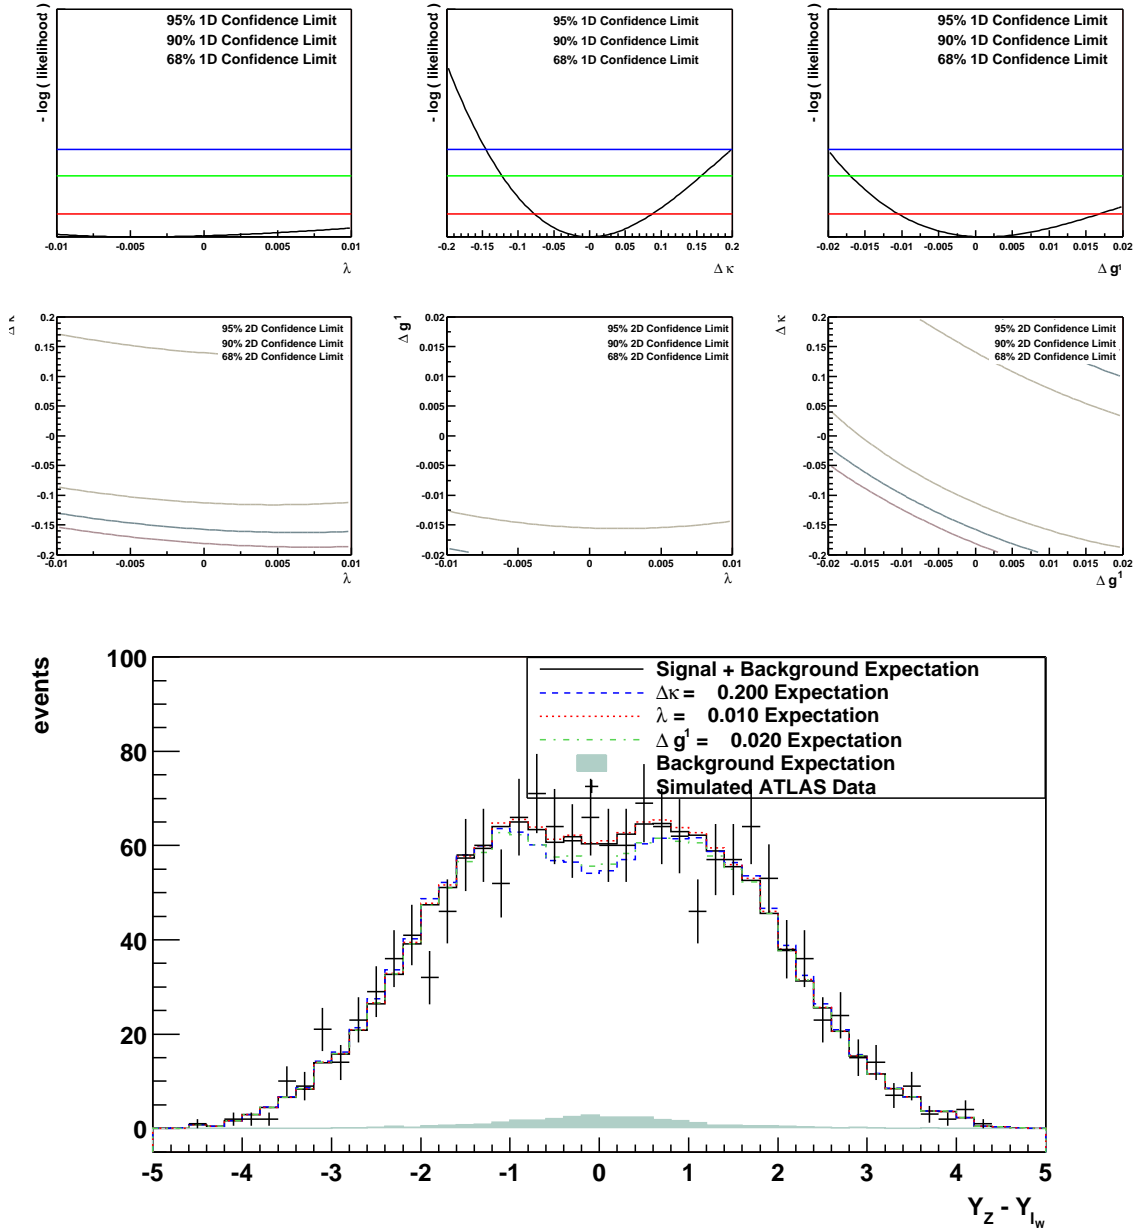 - log ( likelihood )
95% 1D Confidence Limit
90% 1D Confidence Limit
68% 1D Confidence Limit
-0.01 -0.005 0 0.005 0.01
λ
- log ( likelihood )
95% 1D Confidence Limit
90% 1D Confidence Limit
68% 1D Confidence Limit
-0.2 -0.15 -0.1 -0.05 0 0.05 0.1 0.15 0.2
Δ κ
- log ( likelihood )
95% 1D Confidence Limit
90% 1D Confidence Limit
68% 1D Confidence Limit
-0.02 -0.015 -0.01 -0.005 0 0.005 0.01 0.015 0.02
Δ g¹
Δ κ
95% 2D Confidence Limit
90% 2D Confidence Limit
68% 2D Confidence Limit
0.2
0.15
0.1
0.05
-0
-0.05
-0.1
-0.15
-0.2
-0.01 -0.005 0 0.005 0.01
λ
Δ g¹
95% 2D Confidence Limit
90% 2D Confidence Limit
68% 2D Confidence Limit
0.02
0.015
0.01
0.005
0
-0.005
-0.01
-0.015
-0.02
-0.01 -0.005 0 0.005 0.01
λ
Δ κ
95% 2D Confidence Limit
90% 2D Confidence Limit
68% 2D Confidence Limit
0.2
0.15
0.1
0.05
-0
-0.05
-0.1
-0.15
-0.2
-0.02 -0.015 -0.01 -0.005 0 0.005 0.01 0.015 0.02
Δ g¹
events
100
80
60
40
20
0
Signal + Background Expectation
Δκ = 0.200 Expectation
λ = 0.010 Expectation
Δ g¹ = 0.020 Expectation
Background Expectation
Simulated ATLAS Data
-5 -4 -3 -2 -1 0 1 2 3 4 5
Y_Z - Y_l_W